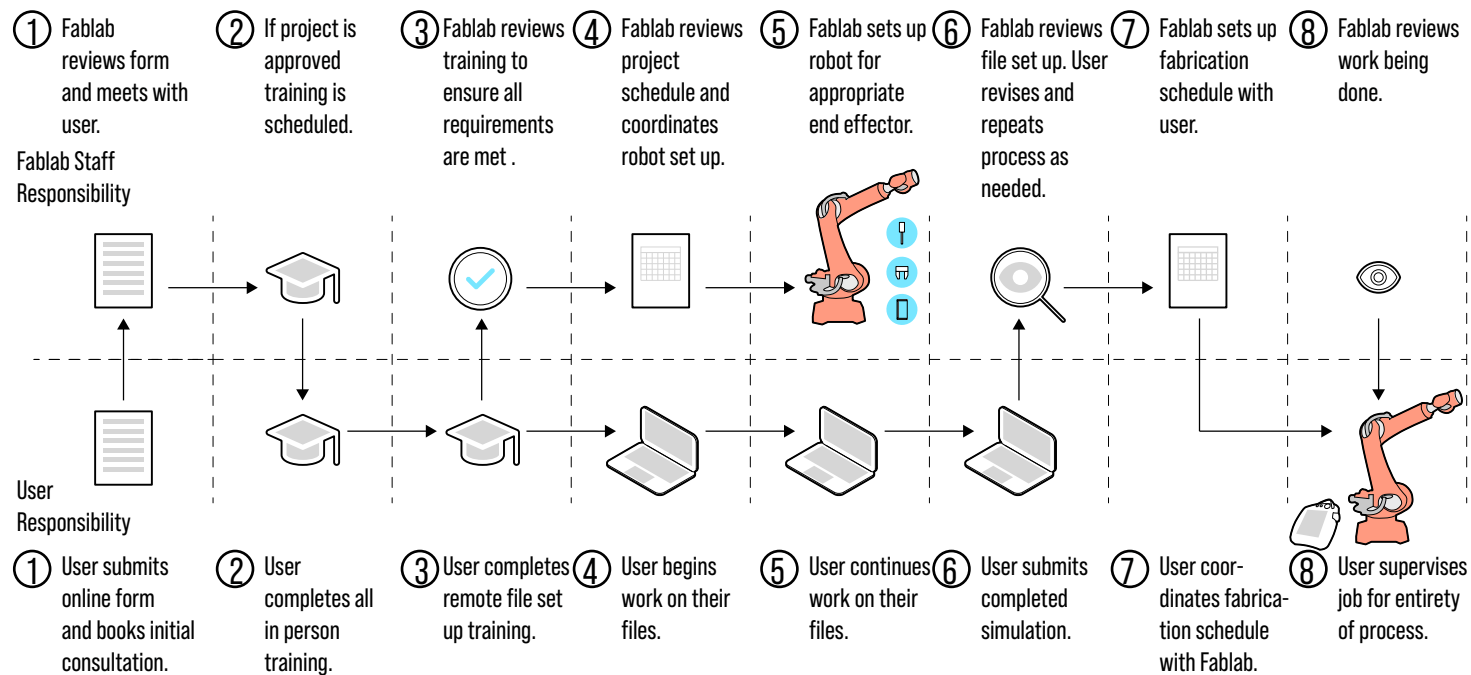 1 Fablab
reviews form
and meets with
user.
2 If project is
approved
training is
scheduled.
3 Fablab reviews
training to
ensure all
requirements
are met .
4 Fablab reviews
project
schedule and
coordinates
robot set up.
5 Fablab sets up
robot for
appropriate
end effector.
6 Fablab reviews
file set up. User
revises and
repeats
process as
needed.
7 Fablab sets up
fabrication
schedule with
user.
8 Fablab reviews
work being
done.
Fablab Staff
Responsibility
User
Responsibility
1 User submits
online form
and books initial
consultation.
2 User
completes all
in person
training.
3 User completes
remote file set
up training.
4 User begins
work on their
files.
5 User continues
work on their
files.
6 User submits
completed
simulation.
7 User coor-
dinates fabrica-
tion schedule
with Fablab.
8 User supervises
job for entirety
of process.